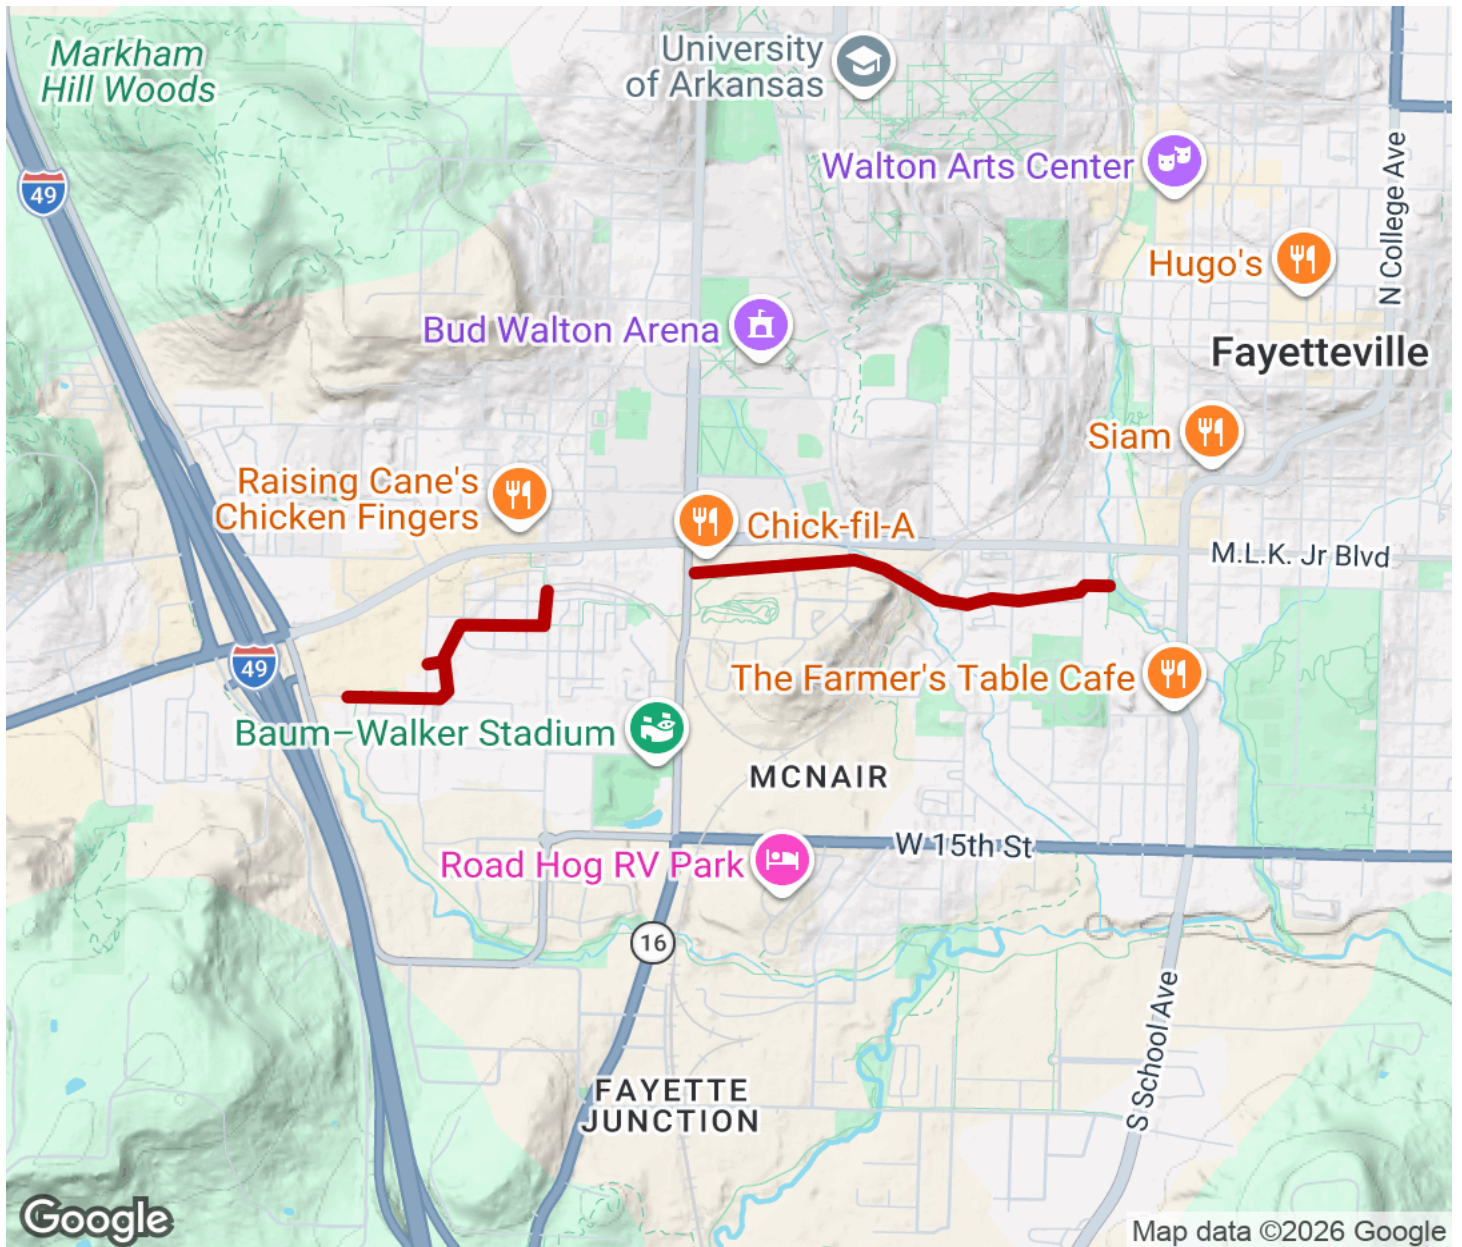 Markham
Hill Woods
University
of Arkansas
49
Walton Arts Center
N College Ave
Hugo's
Bud Walton Arena
Fayetteville
Siam
Raising Cane's
Chicken Fingers
Chick-fil-A
M.L.K. Jr Blvd
49
The Farmer's Table Cafe
Baum–Walker Stadium
MCNAIR
W 15th St
Road Hog RV Park
16
S School Ave
FAYETTE
JUNCTION
Google
Map data ©2026 Google